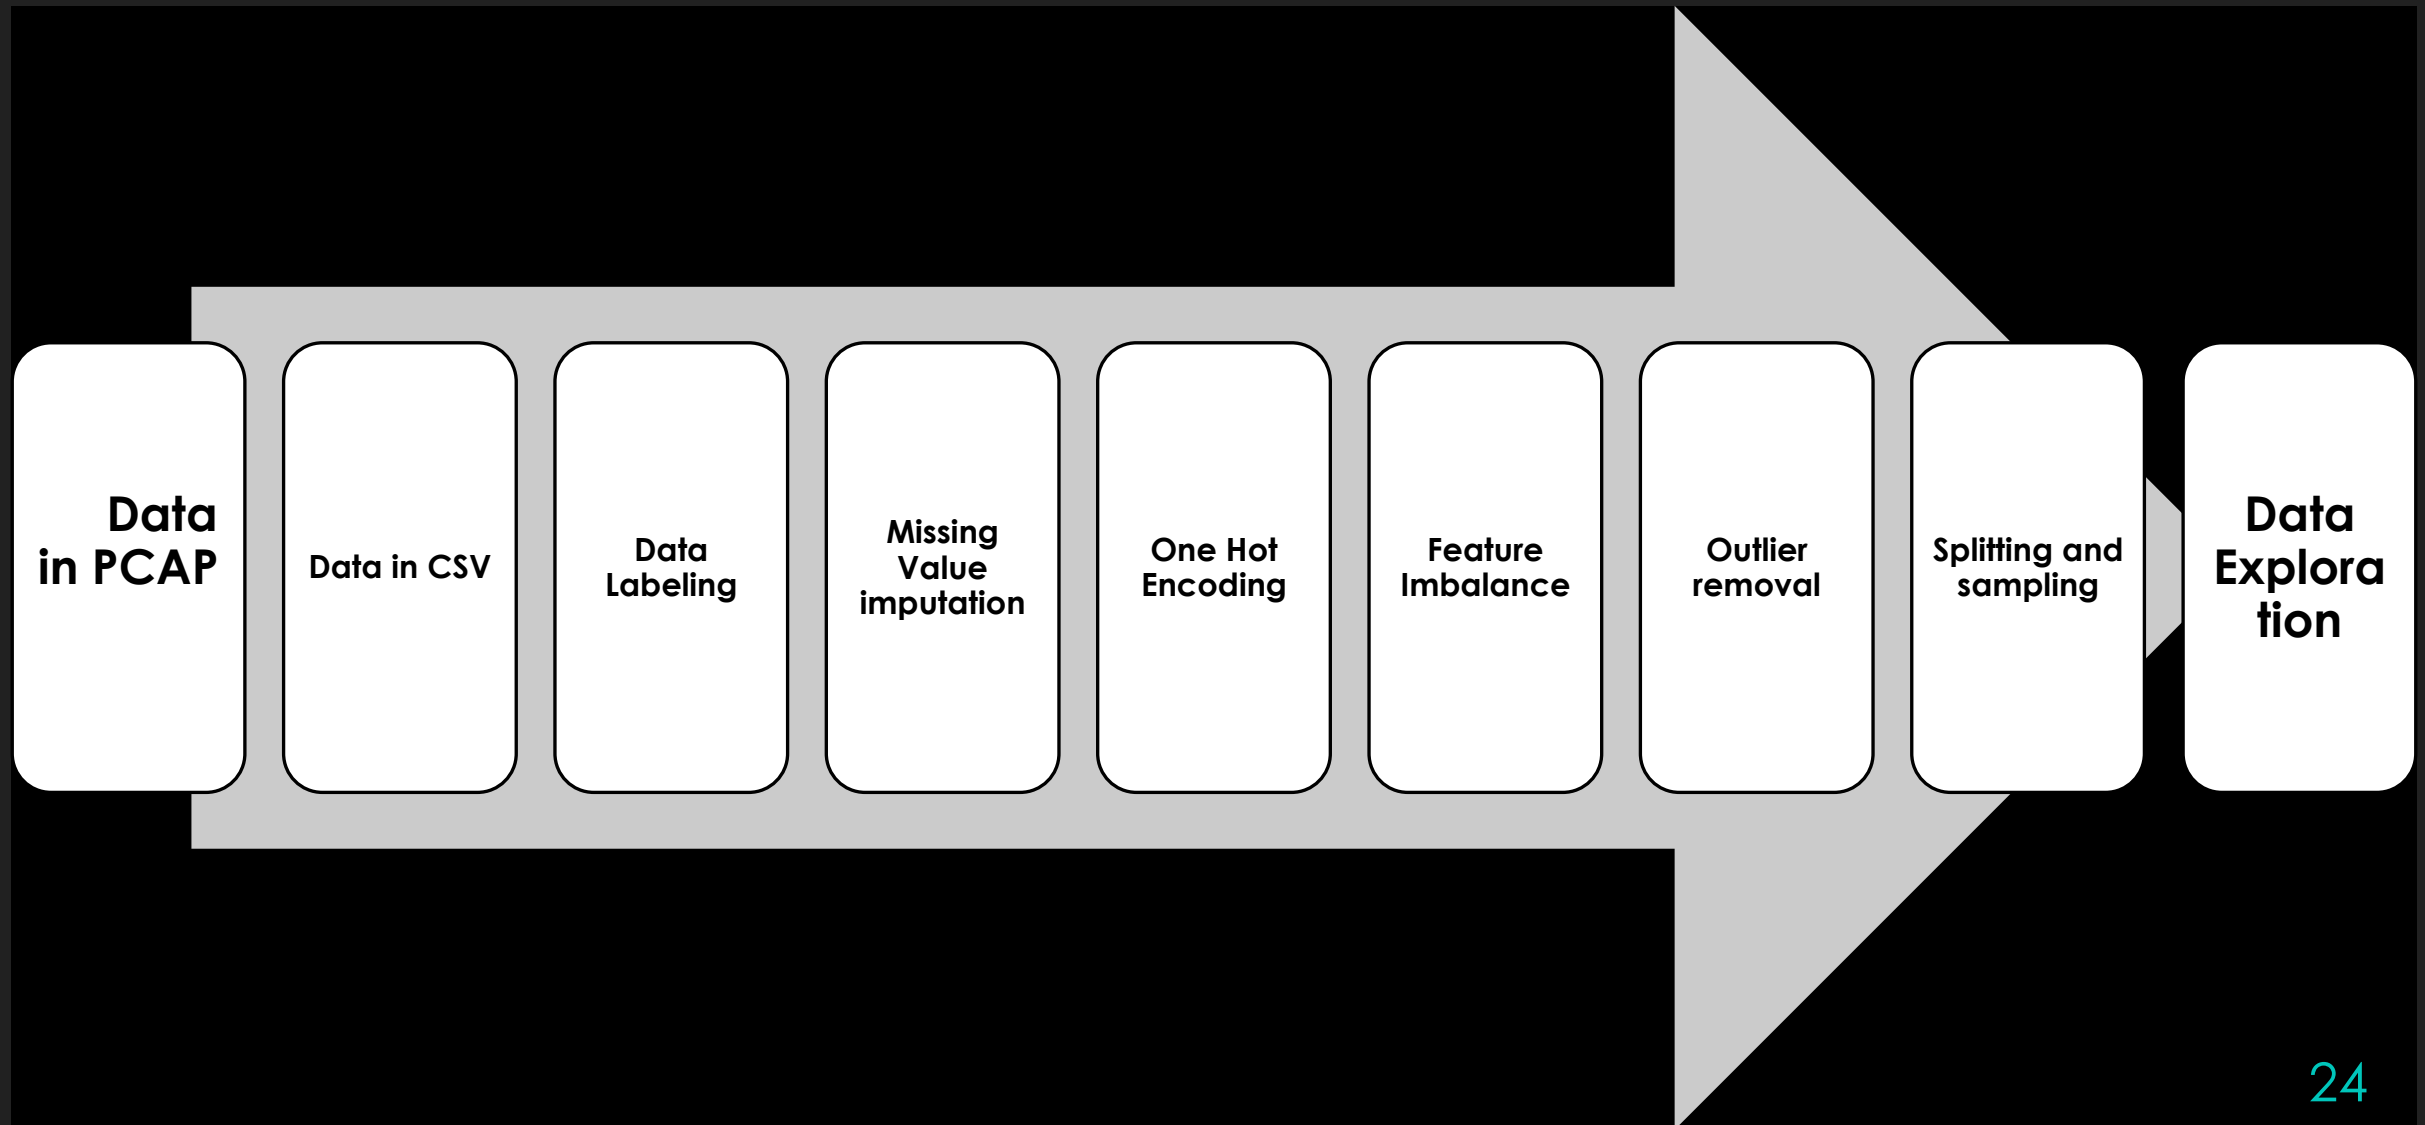 Data
in PCAP
Data in CSV
Data
Labeling
Missing
Value
imputation
One Hot
Encoding
Feature
Imbalance
Outlier
removal
Splitting and
sampling
Data
Explora
tion
24